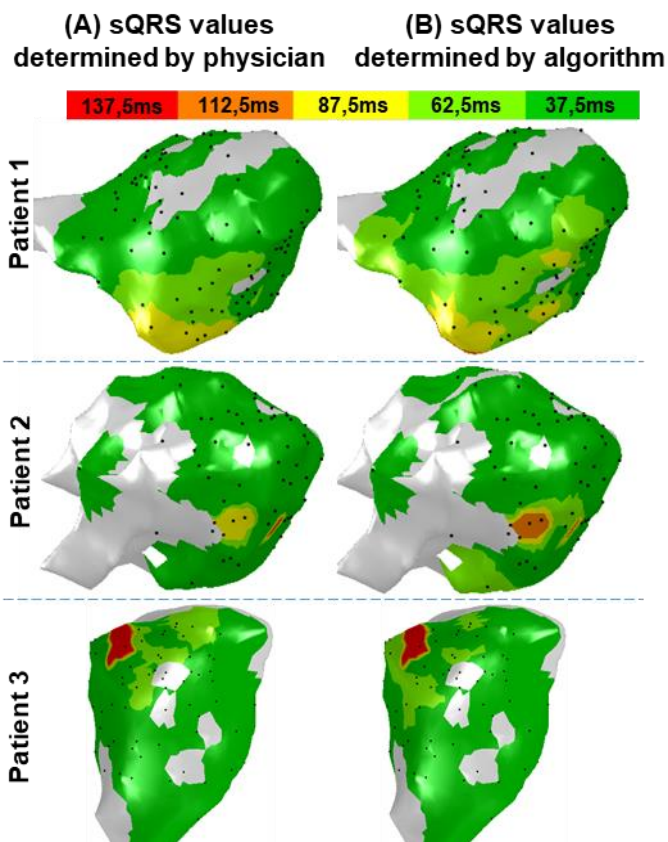 (A) sQRS values
determined by physician
(B) sQRS values
determined by algorithm
137,5ms 112,5ms 87,5ms 62,5ms 37,5ms
Patient 1
Patient 2
Patient 3